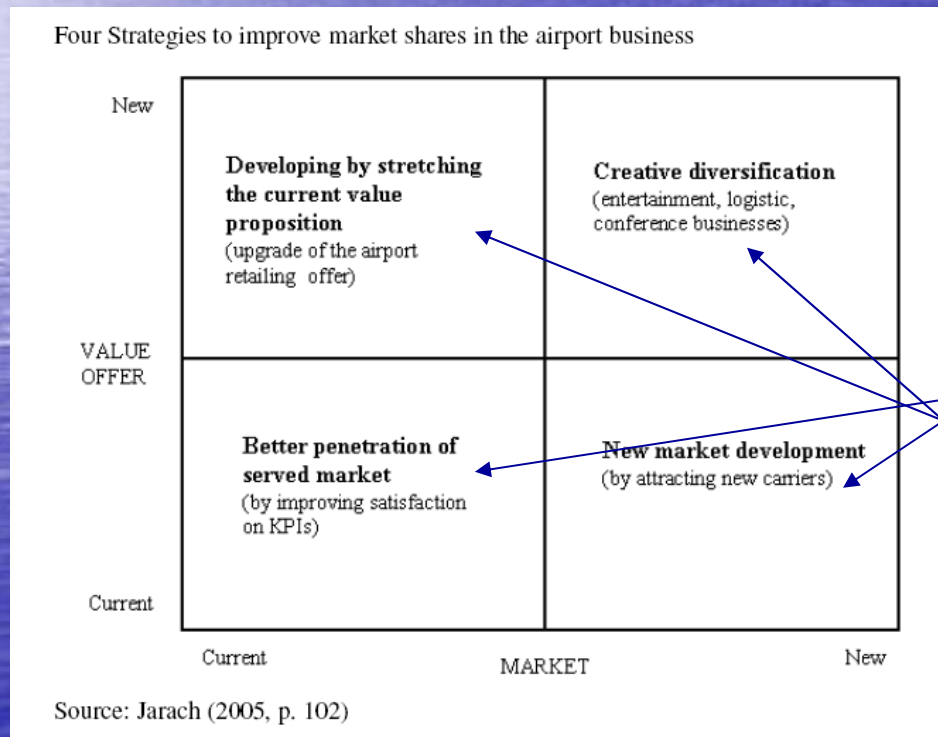 Four Strategies to improve market shares in the airport business
New
Developing by stretching
the current value
proposition
(upgrade of the airport
retailing offer)
Creative diversification
(entertainment, logistic,
conference businesses)
VALUE
OFFER
Better penetration of
served market
(by improving satisfaction
on KPIs)
New market development
(by attracting new carriers)
Current
Current
MARKET
New
Source: Jarach (2005, p. 102)